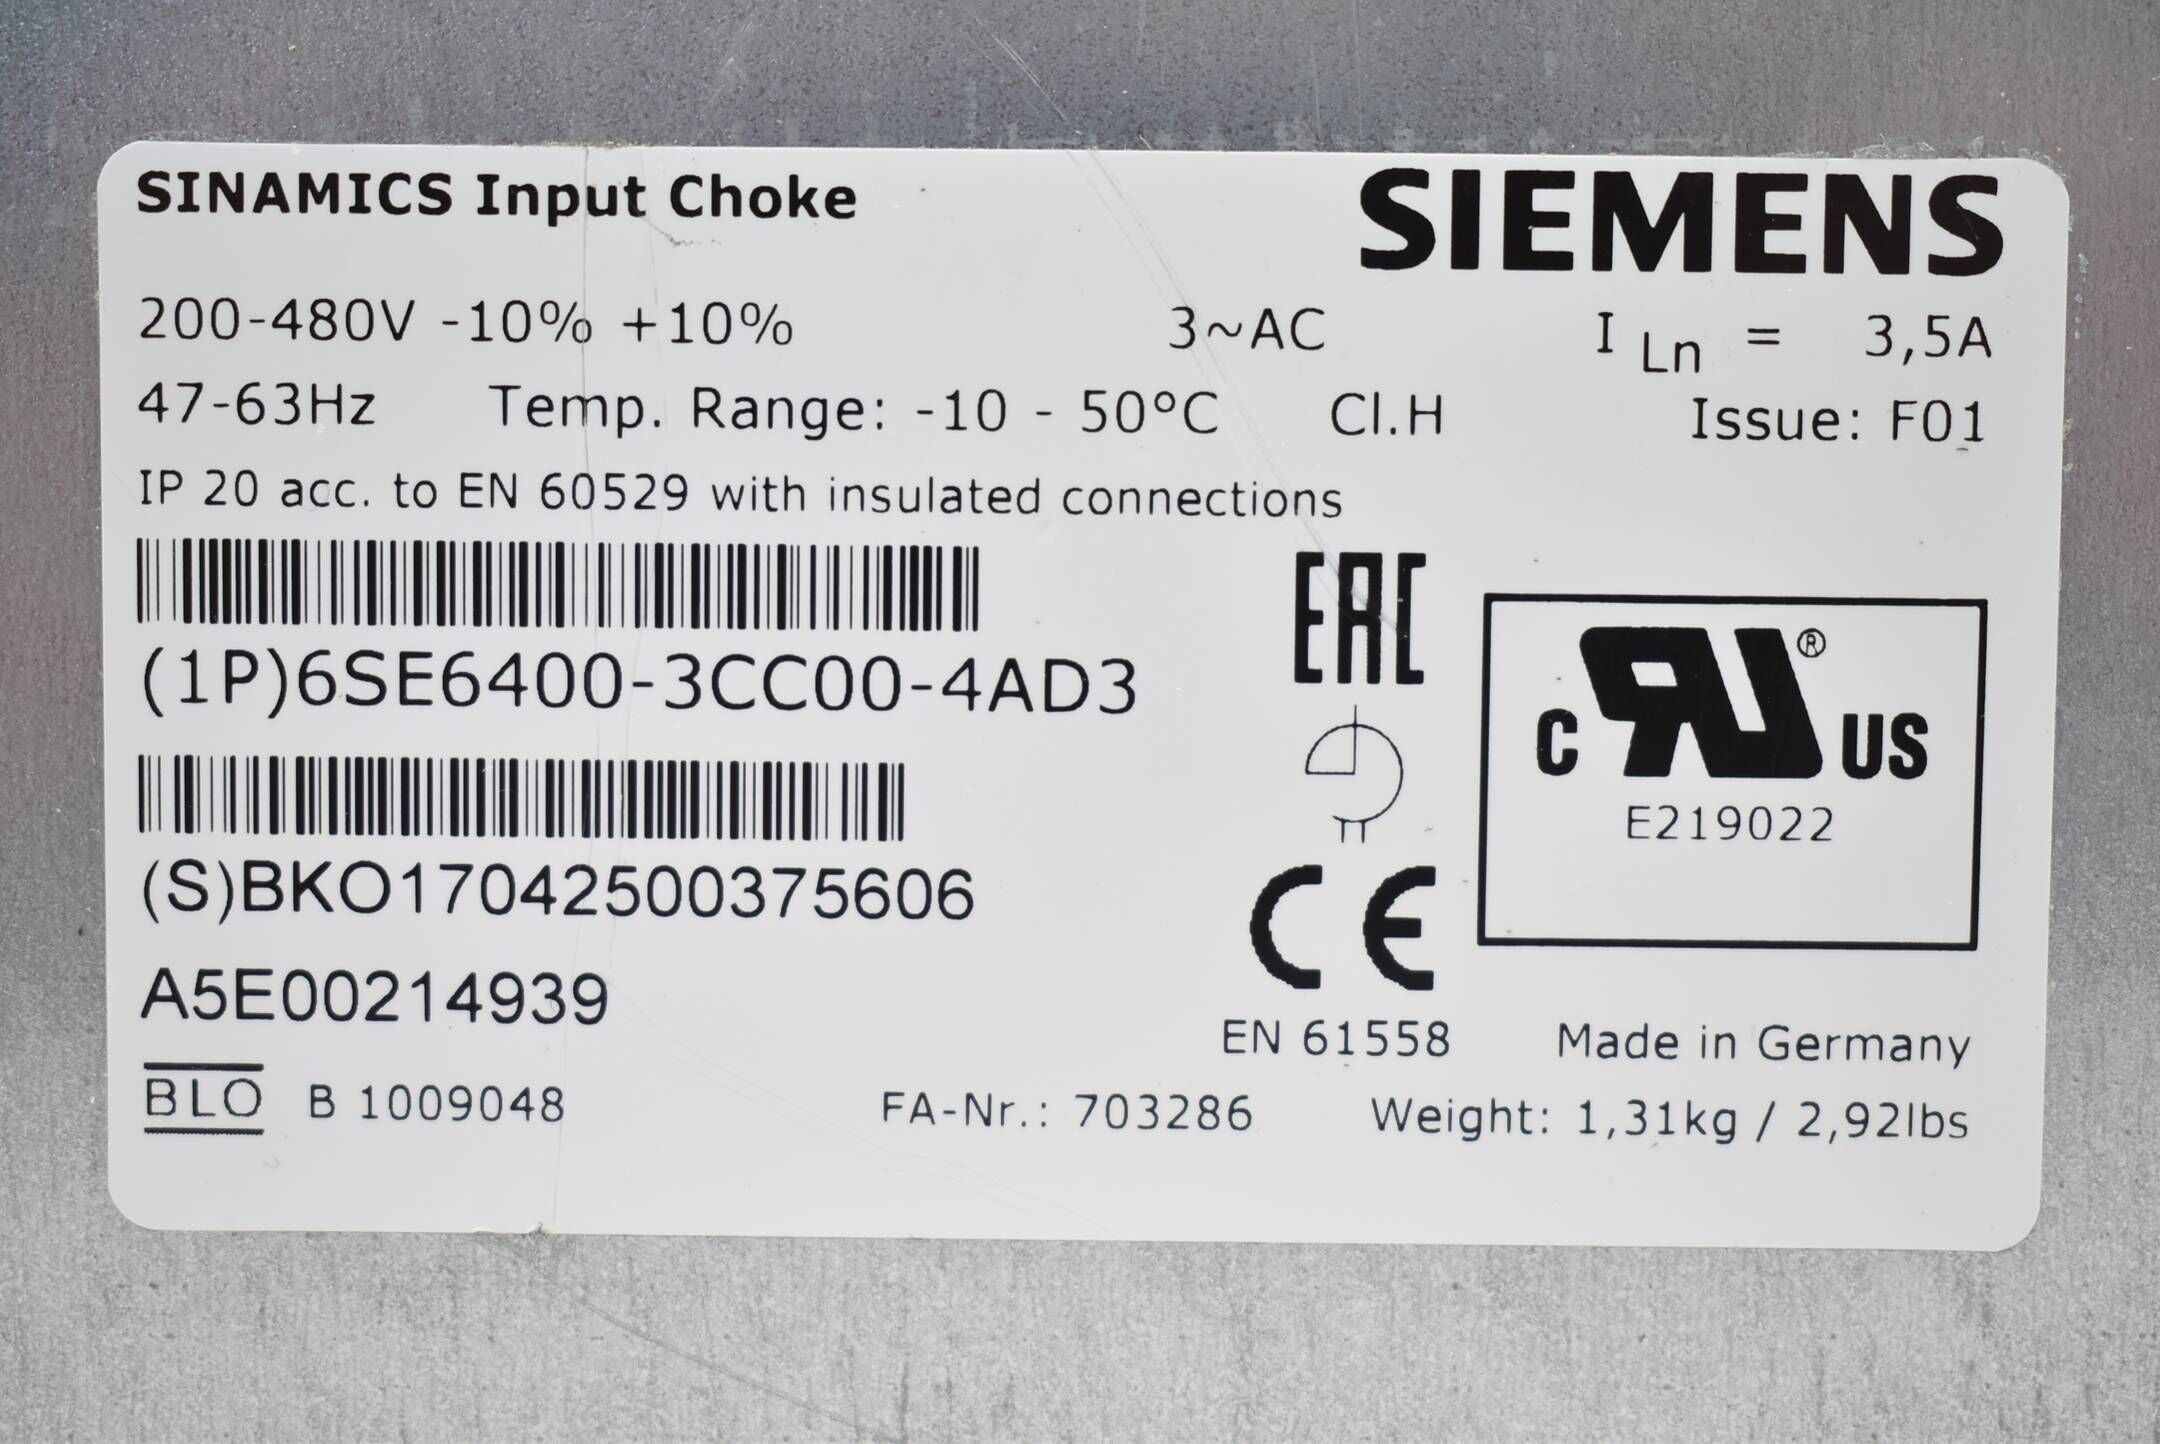 SINAMICS Input Choke
SIEMENS
200-480V -10% +10% 3~AC I Ln = 3,5A
47-63Hz Temp. Range: -10 - 50°C Cl.H Issue: F01
IP 20 acc. to EN 60529 with insulated connections
EAC
(1P)6SE6400-3CC00-4AD3
c RU ® US
E219022
(S)BKO17042500375606
CE
A5E00214939
EN 61558 Made in Germany
BLO B 1009048 FA-Nr.: 703286 Weight: 1,31kg / 2,92lbs